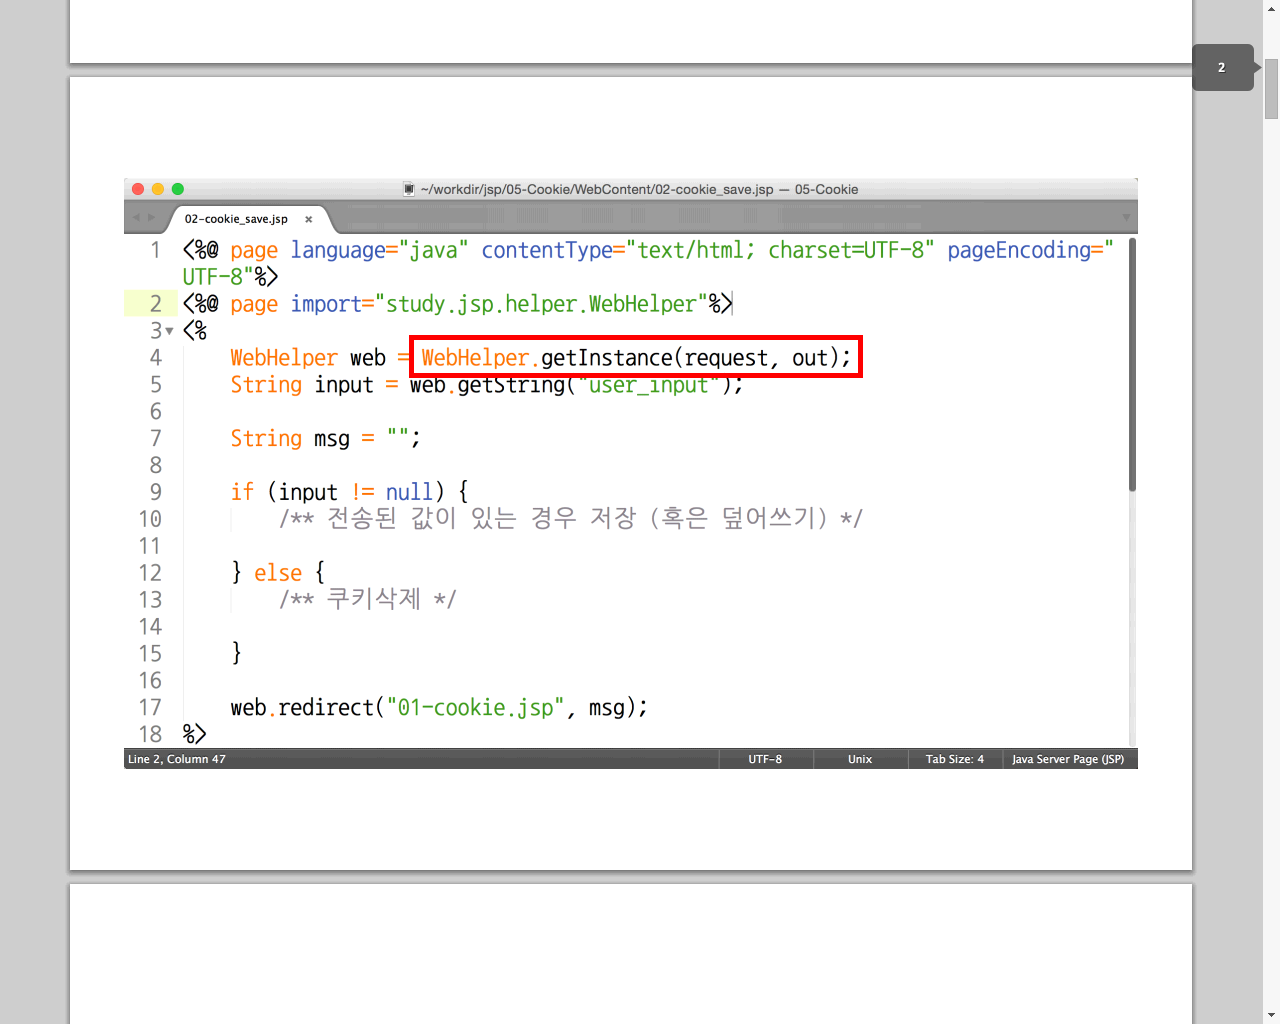 2
~/workdir/jsp/05-Cookie/WebContent/02-cookie_save.jsp — 05-Cookie
02-cookie_save.jsp ×
1 <%@ page language="java" contentType="text/html; charset=UTF-8" pageEncoding="
UTF-8"%>
2 <%@ page import="study.jsp.helper.WebHelper"%>
3 <%
4 WebHelper web = WebHelper.getInstance(request, out);
5 String input = web.getString("user_input");
6
7 String msg = "";
8
9 if (input != null) {
10 /** 전송된 값이 있는 경우 저장 (혹은 덮어쓰기) */
11
12 } else {
13 /** 쿠키삭제 */
14
15 }
16
17 web.redirect("01-cookie.jsp", msg);
18 %>
Line 2, Column 47 UTF-8 Unix Tab Size: 4 Java Server Page (JSP)